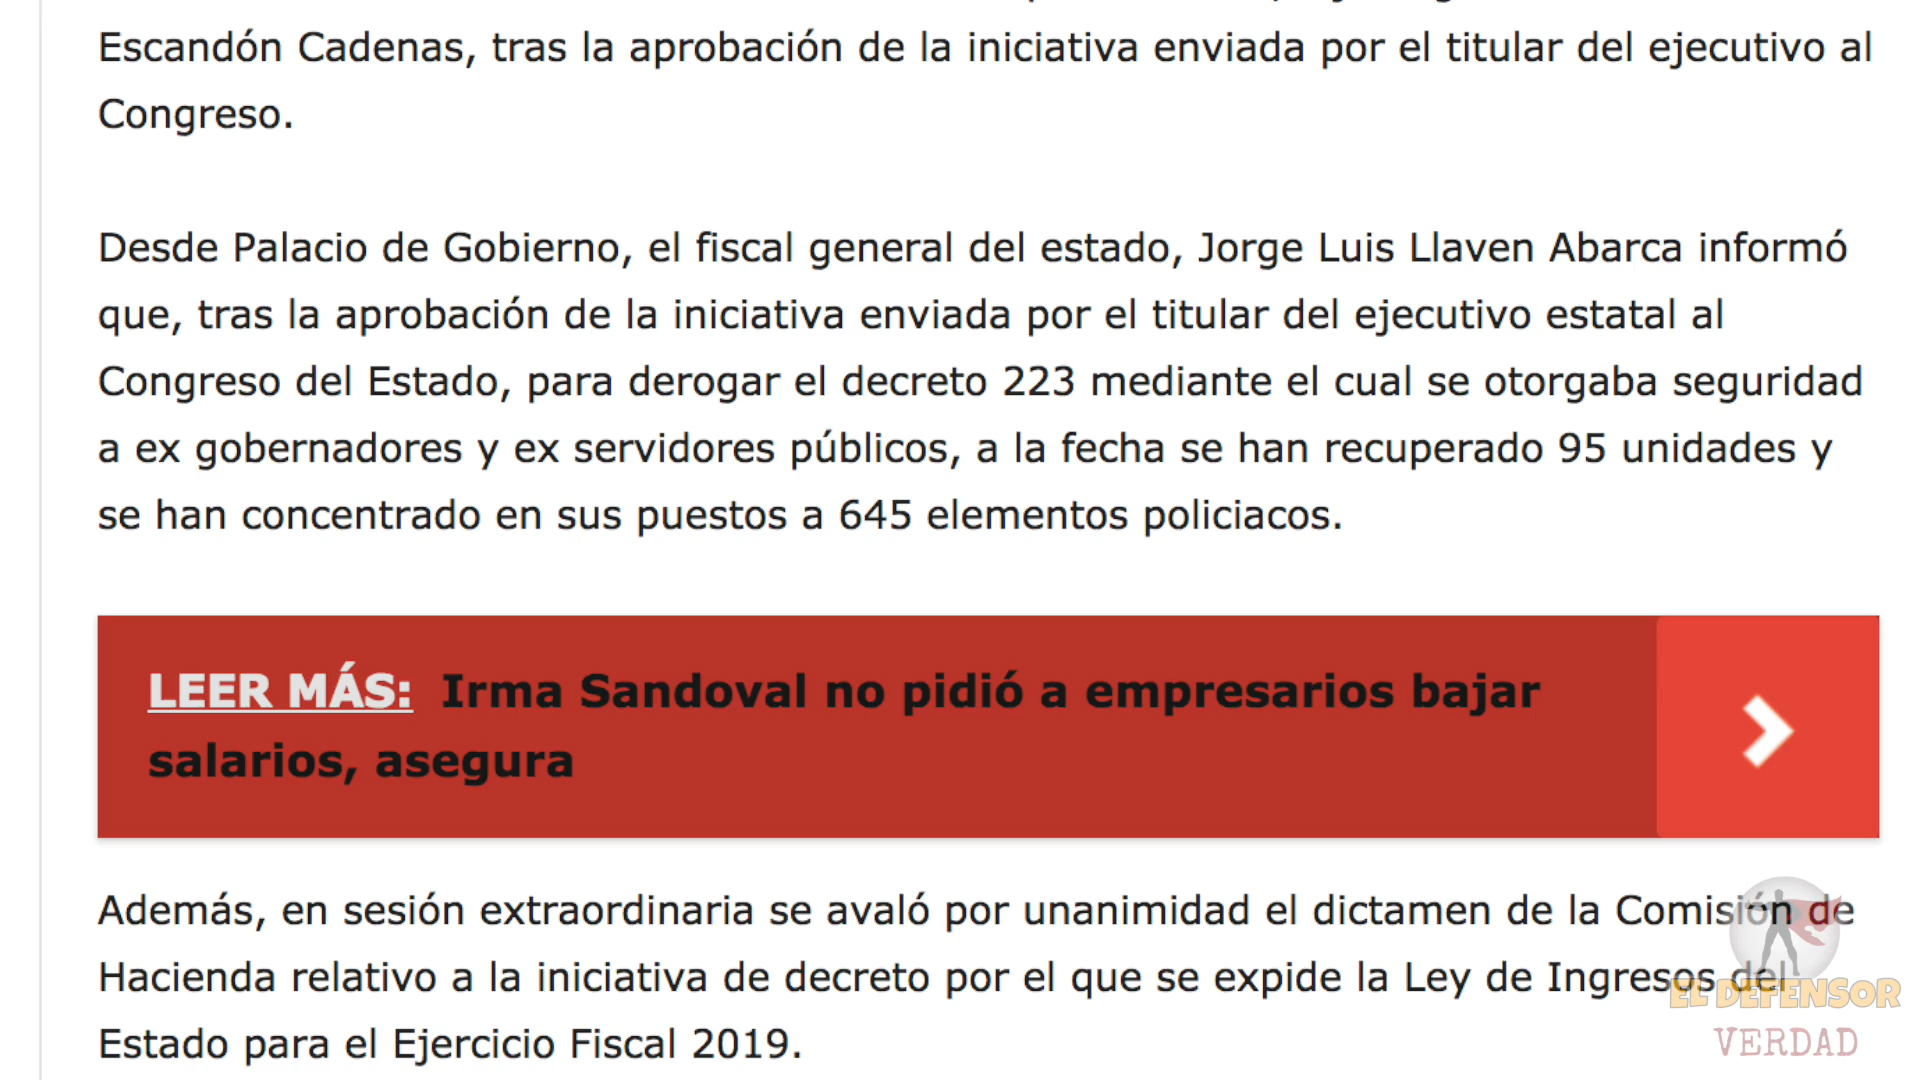 Escandón Cadenas, tras la aprobación de la iniciativa enviada por el titular del ejecutivo al
Congreso.
Desde Palacio de Gobierno, el fiscal general del estado, Jorge Luis Llaven Abarca informó
que, tras la aprobación de la iniciativa enviada por el titular del ejecutivo estatal al
Congreso del Estado, para derogar el decreto 223 mediante el cual se otorgaba seguridad
a ex gobernadores y ex servidores públicos, a la fecha se han recuperado 95 unidades y
se han concentrado en sus puestos a 645 elementos policiacos.
LEER MÁS: Irma Sandoval no pidió a empresarios bajar
salarios, asegura
Además, en sesión extraordinaria se avaló por unanimidad el dictamen de la Comisión de
Hacienda relativo a la iniciativa de decreto por el que se expide la Ley de Ingresos del
Estado para el Ejercicio Fiscal 2019.
EL DEFENSOR
VERDAD